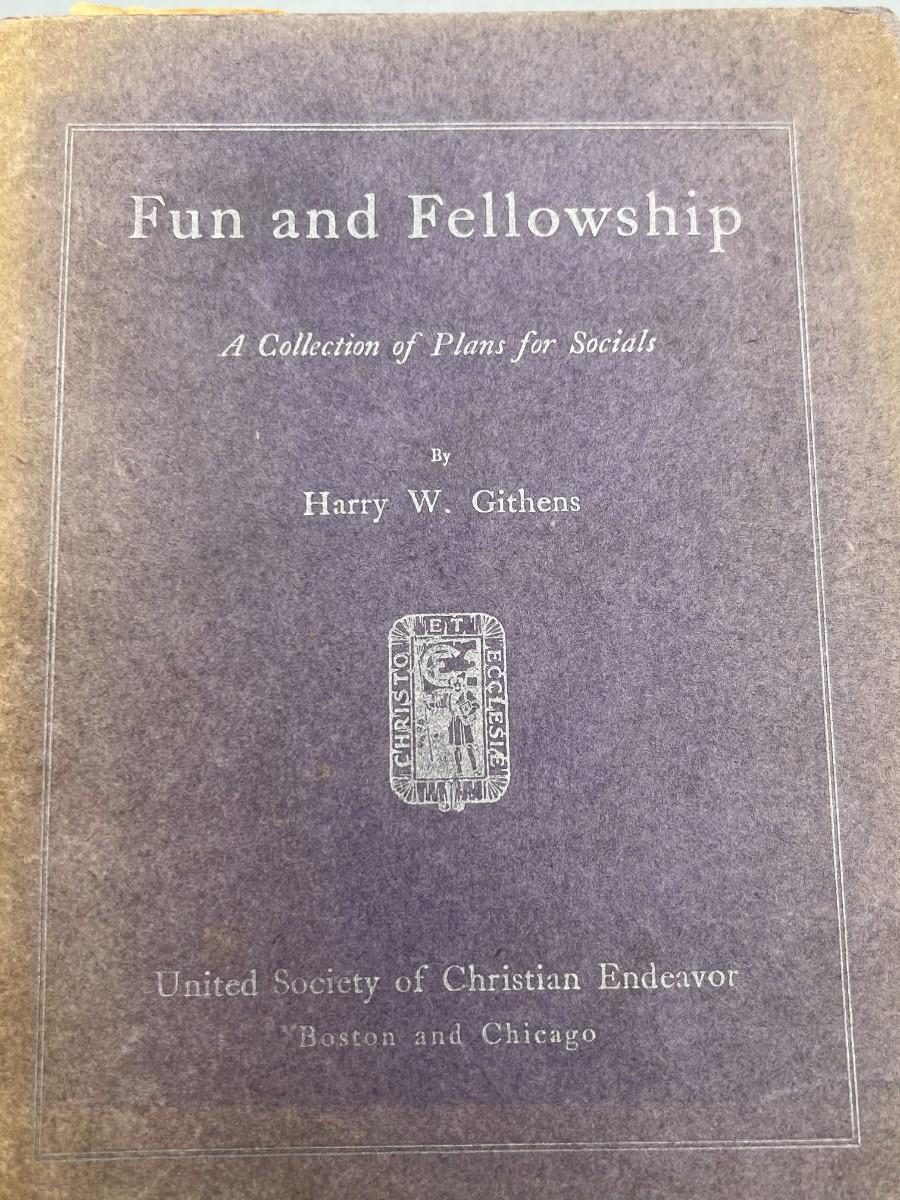 Fun and Fellowship
A Collection of Plans for Socials
By
Harry W. Githens
CHRISTO
ET
ECCLESIÆ
CE
United Society of Christian Endeavor
Boston and Chicago